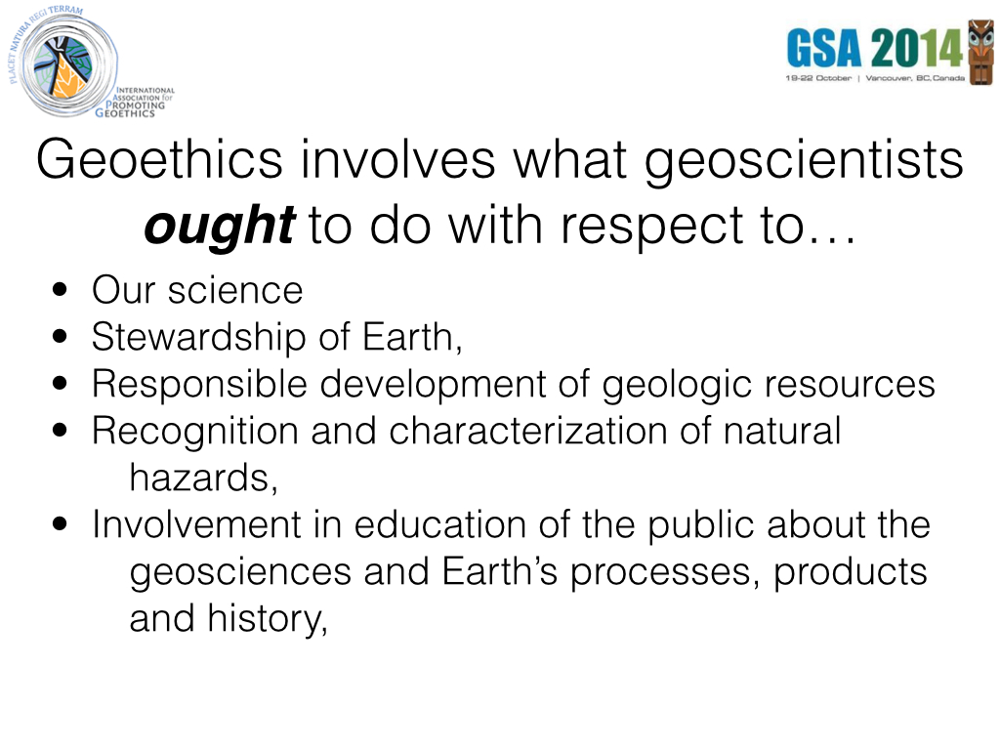 PLACET NATURA REGI TERRAM
INTERNATIONAL
ASSOCIATION for
PROMOTING
GEOETHICS
GSA 2014
19-22 October | Vancouver, BC, Canada
Geoethics involves what geoscientists
ought to do with respect to…
• Our science
• Stewardship of Earth,
• Responsible development of geologic resources
• Recognition and characterization of natural
hazards,
• Involvement in education of the public about the
geosciences and Earth’s processes, products
and history,